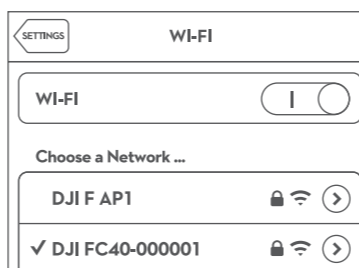 SETTINGS WI-FI
WI-FI
Choose a Network ...
DJI F AP1
✓ DJI FC40-000001